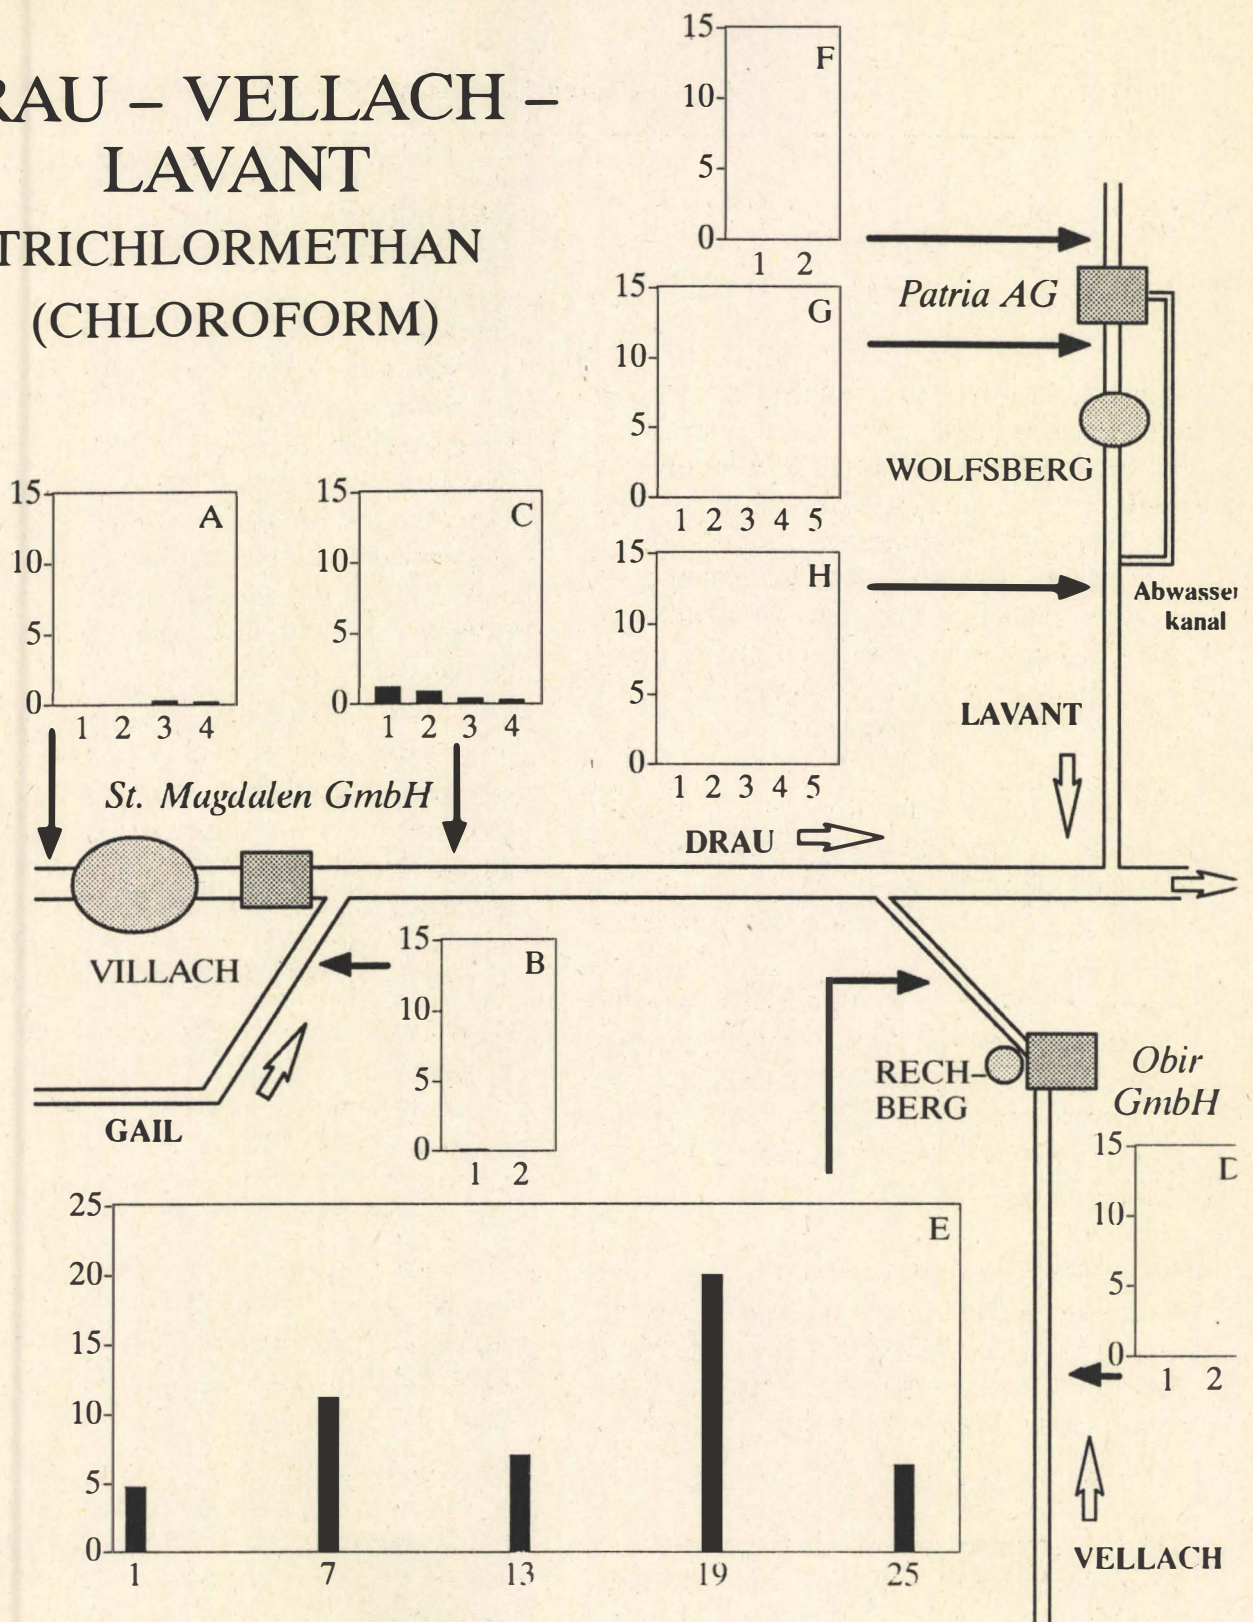 RAU – VELLACH –
LAVANT
TRICHLORMETHAN
(CHLOROFORM)
15
10
5
0
F
1 2
15
10
5
0
G
1 2 3 4 5
15
10
5
0
H
1 2 3 4 5
Patria AG
WOLFSBERG
Abwasser
kanal
LAVANT
15
10
5
0
A
1 2 3 4
15
10
5
0
C
1 2 3 4
St. Magdalen GmbH
DRAU
VILLACH
GAIL
15
10
5
0
B
1 2
RECH–
BERG
Obir
GmbH
15
10
5
0
D
1 2
VELLACH
25
20
15
10
5
0
E
1 7 13 19 25